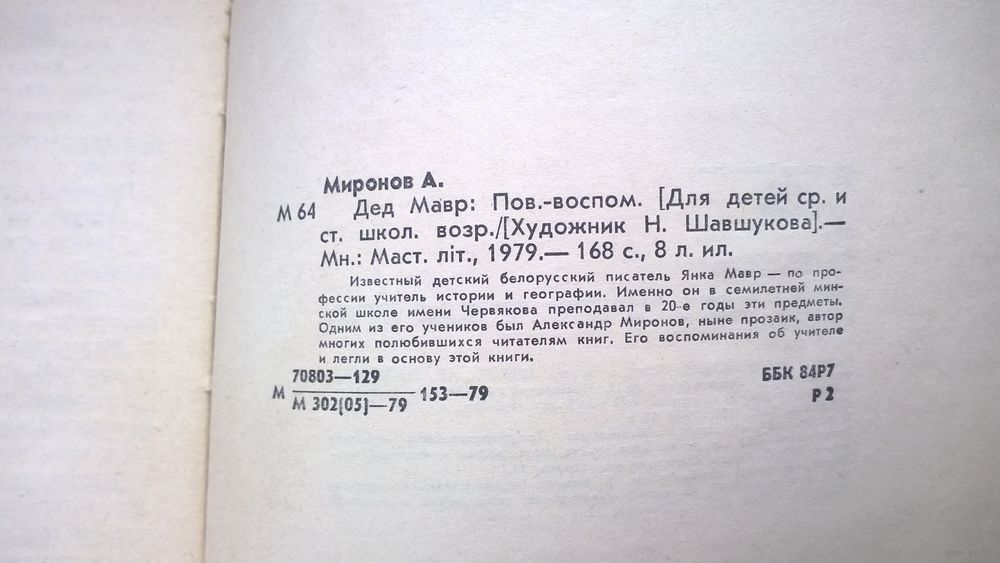 Миронов А.
М 64 Дед Мавр: Пов.-воспом. [Для детей ср. и
ст. школ. возр./[Художник Н. Шавшукова].—
Мн.: Маст. літ., 1979.— 168 с., 8 л. ил.
Известный детский белорусский писатель Янка Мавр — по про-
фессии учитель истории и географии. Именно он в семилетней мин-
ской школе имени Червякова преподавал в 20-е годы эти предметы.
Одним из его учеников был Александр Миронов, ныне прозаик, автор
многих полюбившихся читателям книг. Его воспоминания об учителе
и легли в основу этой книги.
70803—129
М 153—79
М 302(05)—79
ББК 84Р7
Р 2